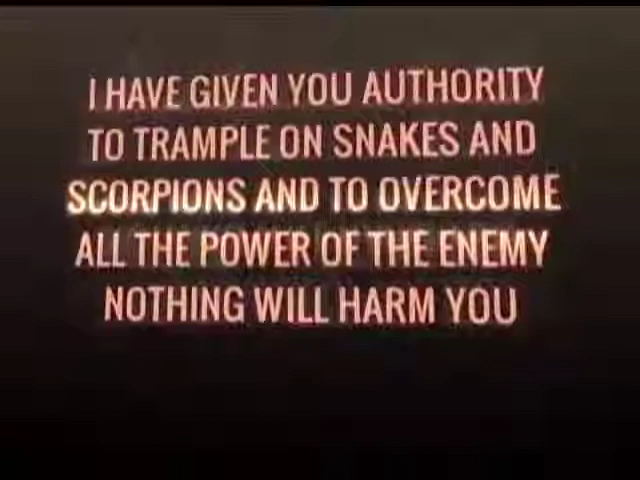 I HAVE GIVEN YOU AUTHORITY
TO TRAMPLE ON SNAKES AND
SCORPIONS AND TO OVERCOME
ALL THE POWER OF THE ENEMY
NOTHING WILL HARM YOU